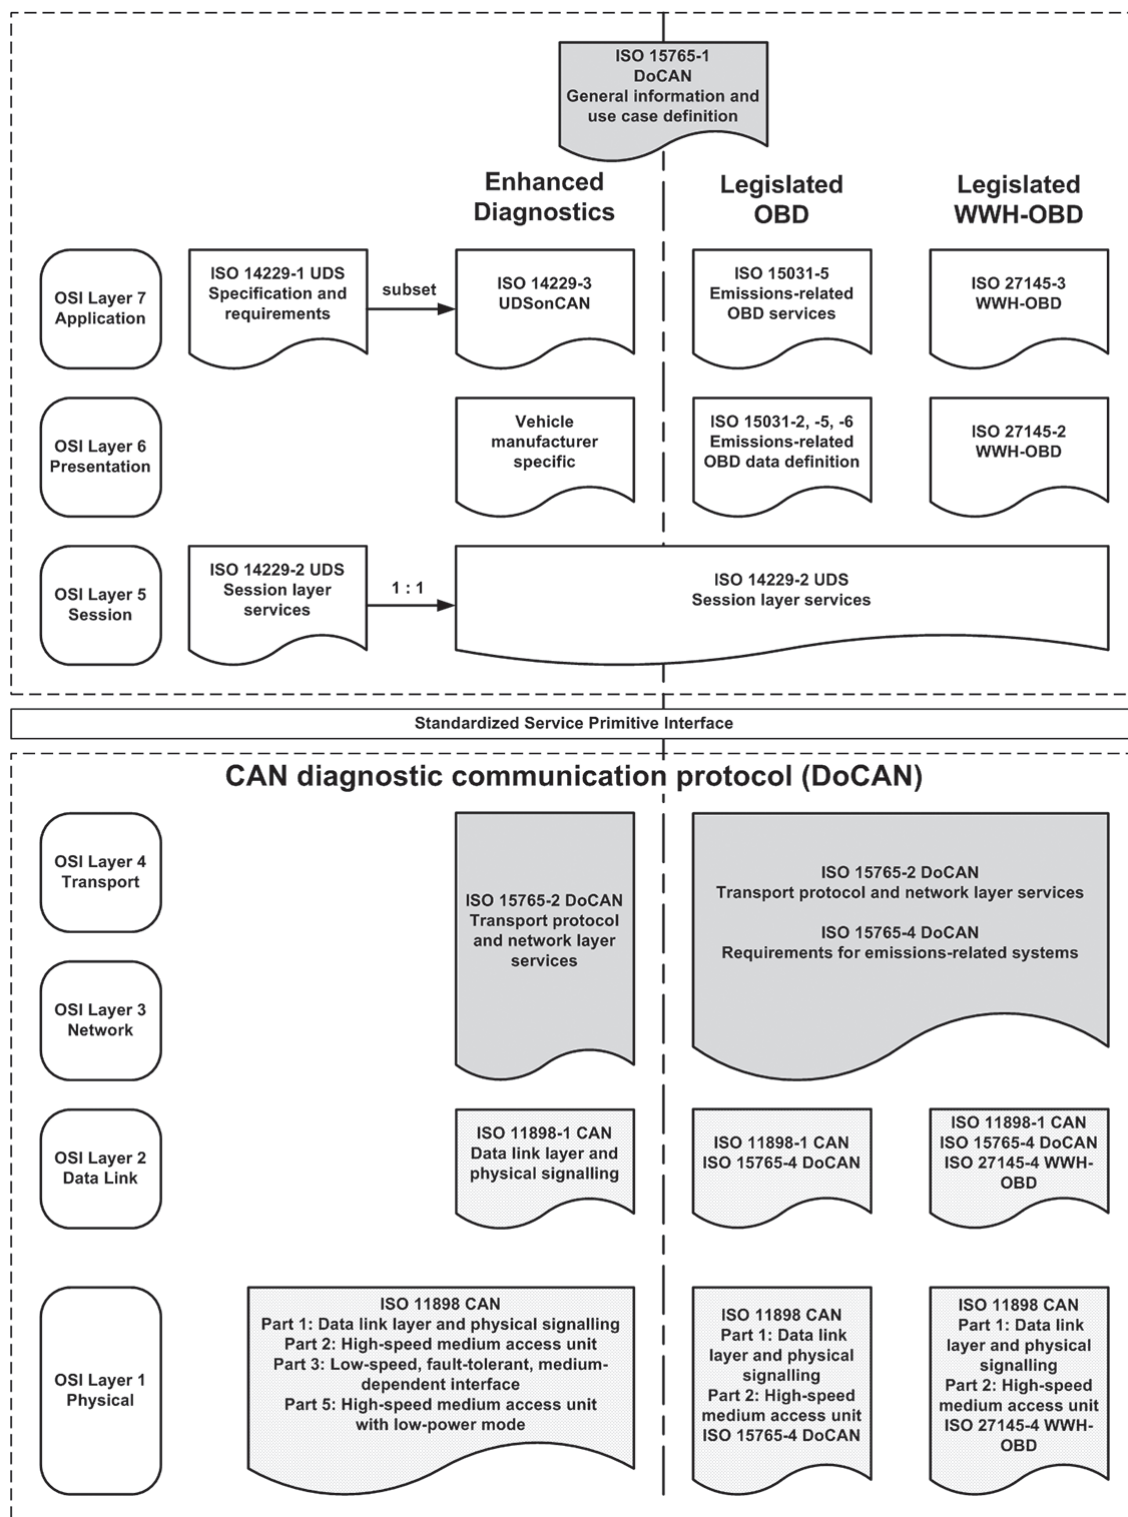 ISO 15765-1
DoCAN
General information and
use case definition
Enhanced
Diagnostics
Legislated
OBD
Legislated
WWH-OBD
OSI Layer 7
Application
ISO 14229-1 UDS
Specification and
requirements
subset
ISO 14229-3
UDSonCAN
ISO 15031-5
Emissions-related
OBD services
ISO 27145-3
WWH-OBD
OSI Layer 6
Presentation
Vehicle
manufacturer
specific
ISO 15031-2, -5, -6
Emissions-related
OBD data definition
ISO 27145-2
WWH-OBD
OSI Layer 5
Session
ISO 14229-2 UDS
Session layer
services
1 : 1
ISO 14229-2 UDS
Session layer services
Standardized Service Primitive Interface
CAN diagnostic communication protocol (DoCAN)
OSI Layer 4
Transport
ISO 15765-2 DoCAN
Transport protocol
and network layer
services
ISO 15765-2 DoCAN
Transport protocol and network layer services
ISO 15765-4 DoCAN
Requirements for emissions-related systems
OSI Layer 3
Network
OSI Layer 2
Data Link
ISO 11898-1 CAN
Data link layer and
physical signalling
ISO 11898-1 CAN
ISO 15765-4 DoCAN
ISO 11898-1 CAN
ISO 15765-4 DoCAN
ISO 27145-4 WWH-
OBD
OSI Layer 1
Physical
ISO 11898 CAN
Part 1: Data link layer and physical signalling
Part 2: High-speed medium access unit
Part 3: Low-speed, fault-tolerant, medium-
dependent interface
Part 5: High-speed medium access unit
with low-power mode
ISO 11898 CAN
Part 1: Data link
layer and physical
signalling
Part 2: High-speed
medium access unit
ISO 15765-4 DoCAN
ISO 11898 CAN
Part 1: Data link
layer and physical
signalling
Part 2: High-speed
medium access unit
ISO 27145-4 WWH-
OBD